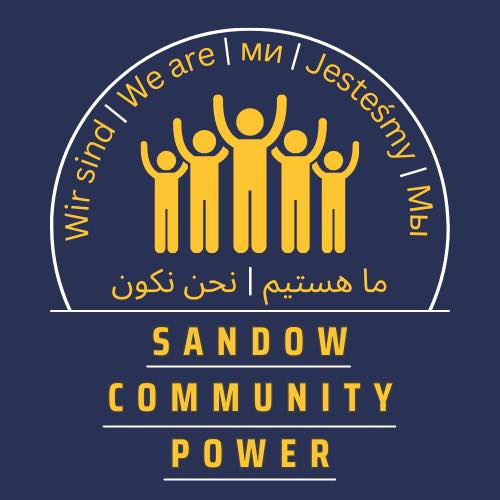 Wir sind | We are | ми | Jesteśmy | Мы
ما هستیم | نحن نكون
SANDOW
COMMUNITY
POWER